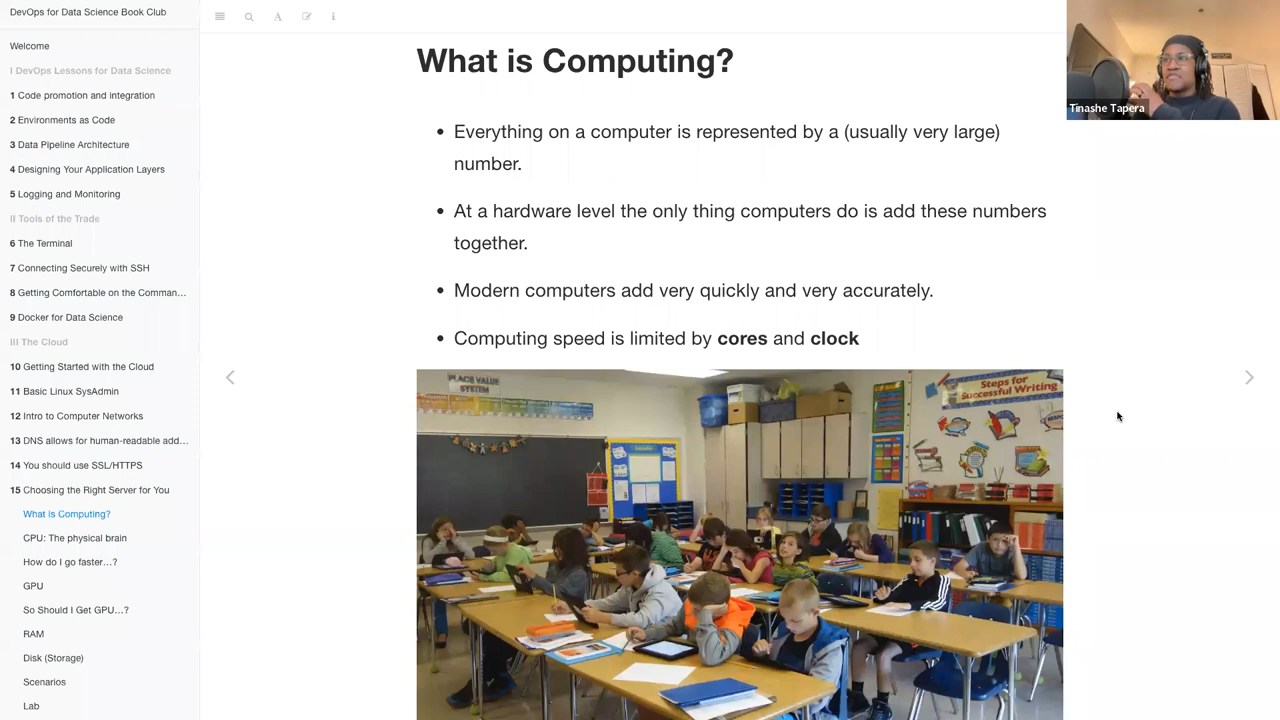 DevOps for Data Science Book Club
Welcome
I DevOps Lessons for Data Science
1 Code promotion and integration
2 Environments as Code
3 Data Pipeline Architecture
4 Designing Your Application Layers
5 Logging and Monitoring
II Tools of the Trade
6 The Terminal
7 Connecting Securely with SSH
8 Getting Comfortable on the Comman…
9 Docker for Data Science
III The Cloud
10 Getting Started with the Cloud
11 Basic Linux SysAdmin
12 Intro to Computer Networks
13 DNS allows for human-readable add…
14 You should use SSL/HTTPS
15 Choosing the Right Server for You
What is Computing?
CPU: The physical brain
How do I go faster…?
GPU
So Should I Get GPU…?
RAM
Disk (Storage)
Scenarios
Lab
What is Computing?
• Everything on a computer is represented by a (usually very large)
number.
• At a hardware level the only thing computers do is add these numbers
together.
• Modern computers add very quickly and very accurately.
• Computing speed is limited by cores and clock
PLACE VALUE
SYSTEM
Steps for
Successful Writing
Tinashe Tapera